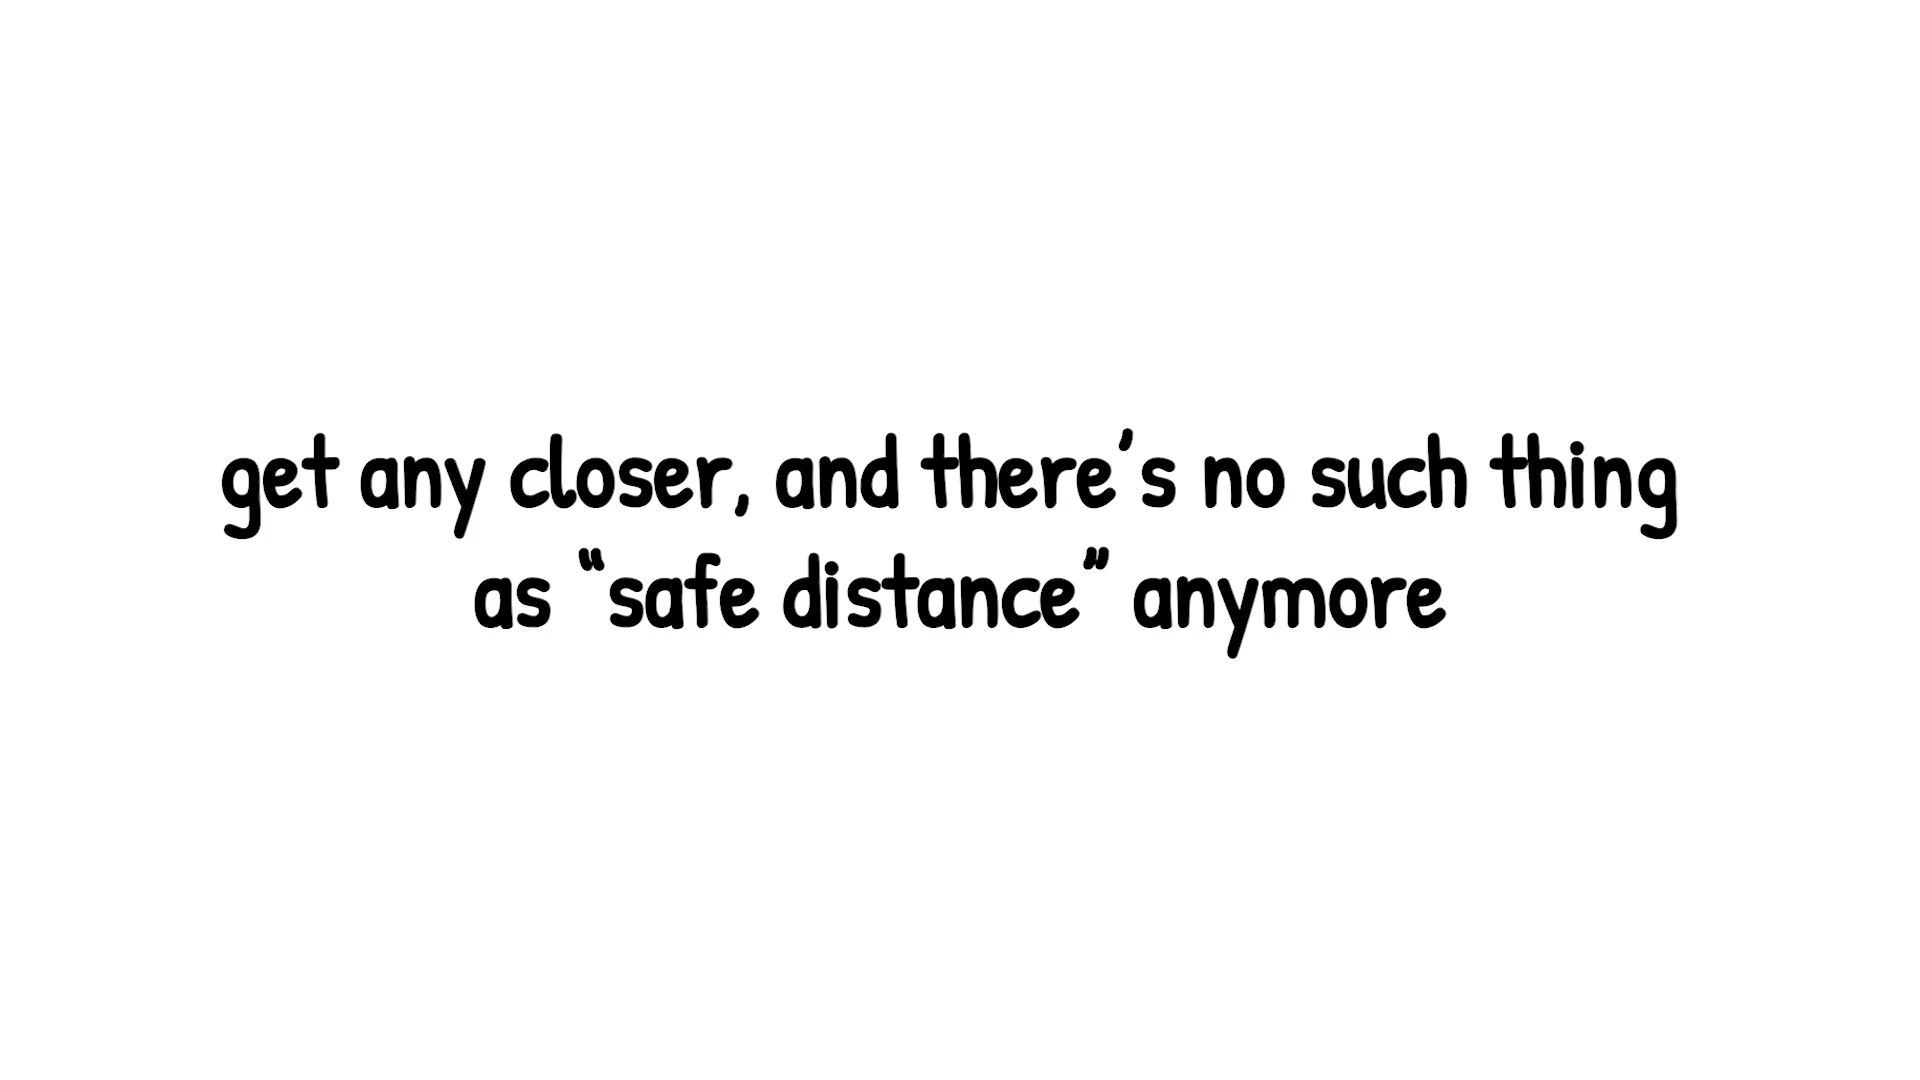 get any closer, and there’s no such thing
as “safe distance” anymore